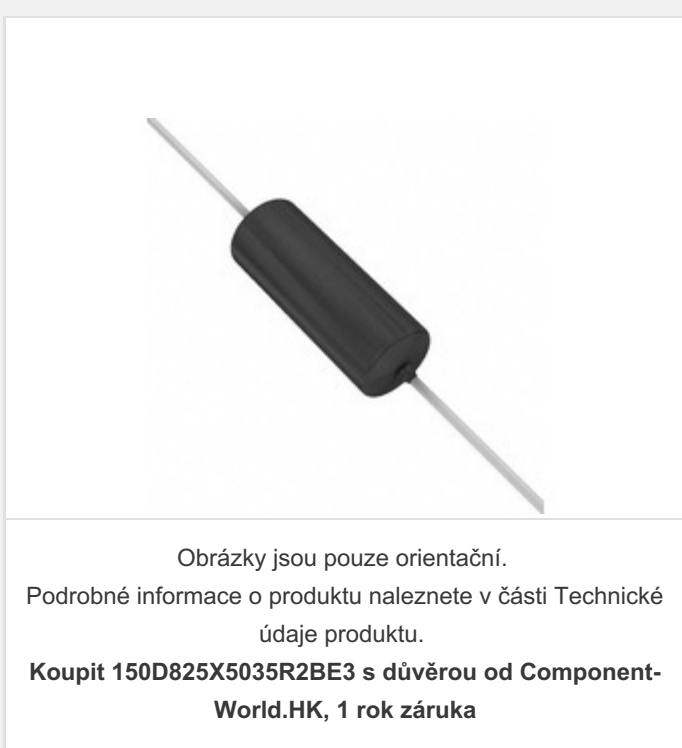 Obrázky jsou pouze orientační.
Podrobné informace o produktu naleznete v části Technické
údaje produktu.
Koupit 150D825X5035R2BE3 s důvěrou od Component-
World.HK, 1 rok záruka